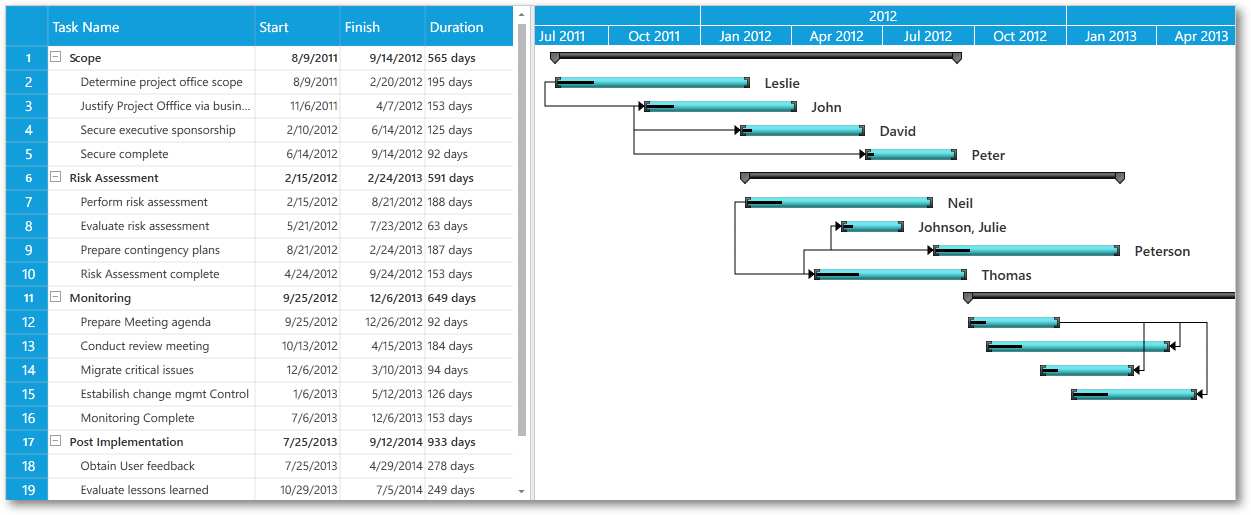 Task Name Start Finish Duration
2012
Jul 2011 Oct 2011 Jan 2012 Apr 2012 Jul 2012 Oct 2012 Jan 2013 Apr 2013
1 Scope 8/9/2011 9/14/2012 565 days
2 Determine project office scope 8/9/2011 2/20/2012 195 days Leslie
3 Justify Project Offfice via busin... 11/6/2011 4/7/2012 153 days John
4 Secure executive sponsorship 2/10/2012 6/14/2012 125 days David
5 Secure complete 6/14/2012 9/14/2012 92 days Peter
6 Risk Assessment 2/15/2012 2/24/2013 591 days
7 Perform risk assessment 2/15/2012 8/21/2012 188 days Neil
8 Evaluate risk assessment 5/21/2012 7/23/2012 63 days Johnson, Julie
9 Prepare contingency plans 8/21/2012 2/24/2013 187 days Peterson
10 Risk Assessment complete 4/24/2012 9/24/2012 153 days Thomas
11 Monitoring 9/25/2012 12/6/2013 649 days
12 Prepare Meeting agenda 9/25/2012 12/26/2012 92 days
13 Conduct review meeting 10/13/2012 4/15/2013 184 days
14 Migrate critical issues 12/6/2012 3/10/2013 94 days
15 Estabilish change mgmt Control 1/6/2013 5/12/2013 126 days
16 Monitoring Complete 7/6/2013 12/6/2013 153 days
17 Post Implementation 7/25/2013 9/12/2014 933 days
18 Obtain User feedback 7/25/2013 4/29/2014 278 days
19 Evaluate lessons learned 10/29/2013 7/5/2014 249 days